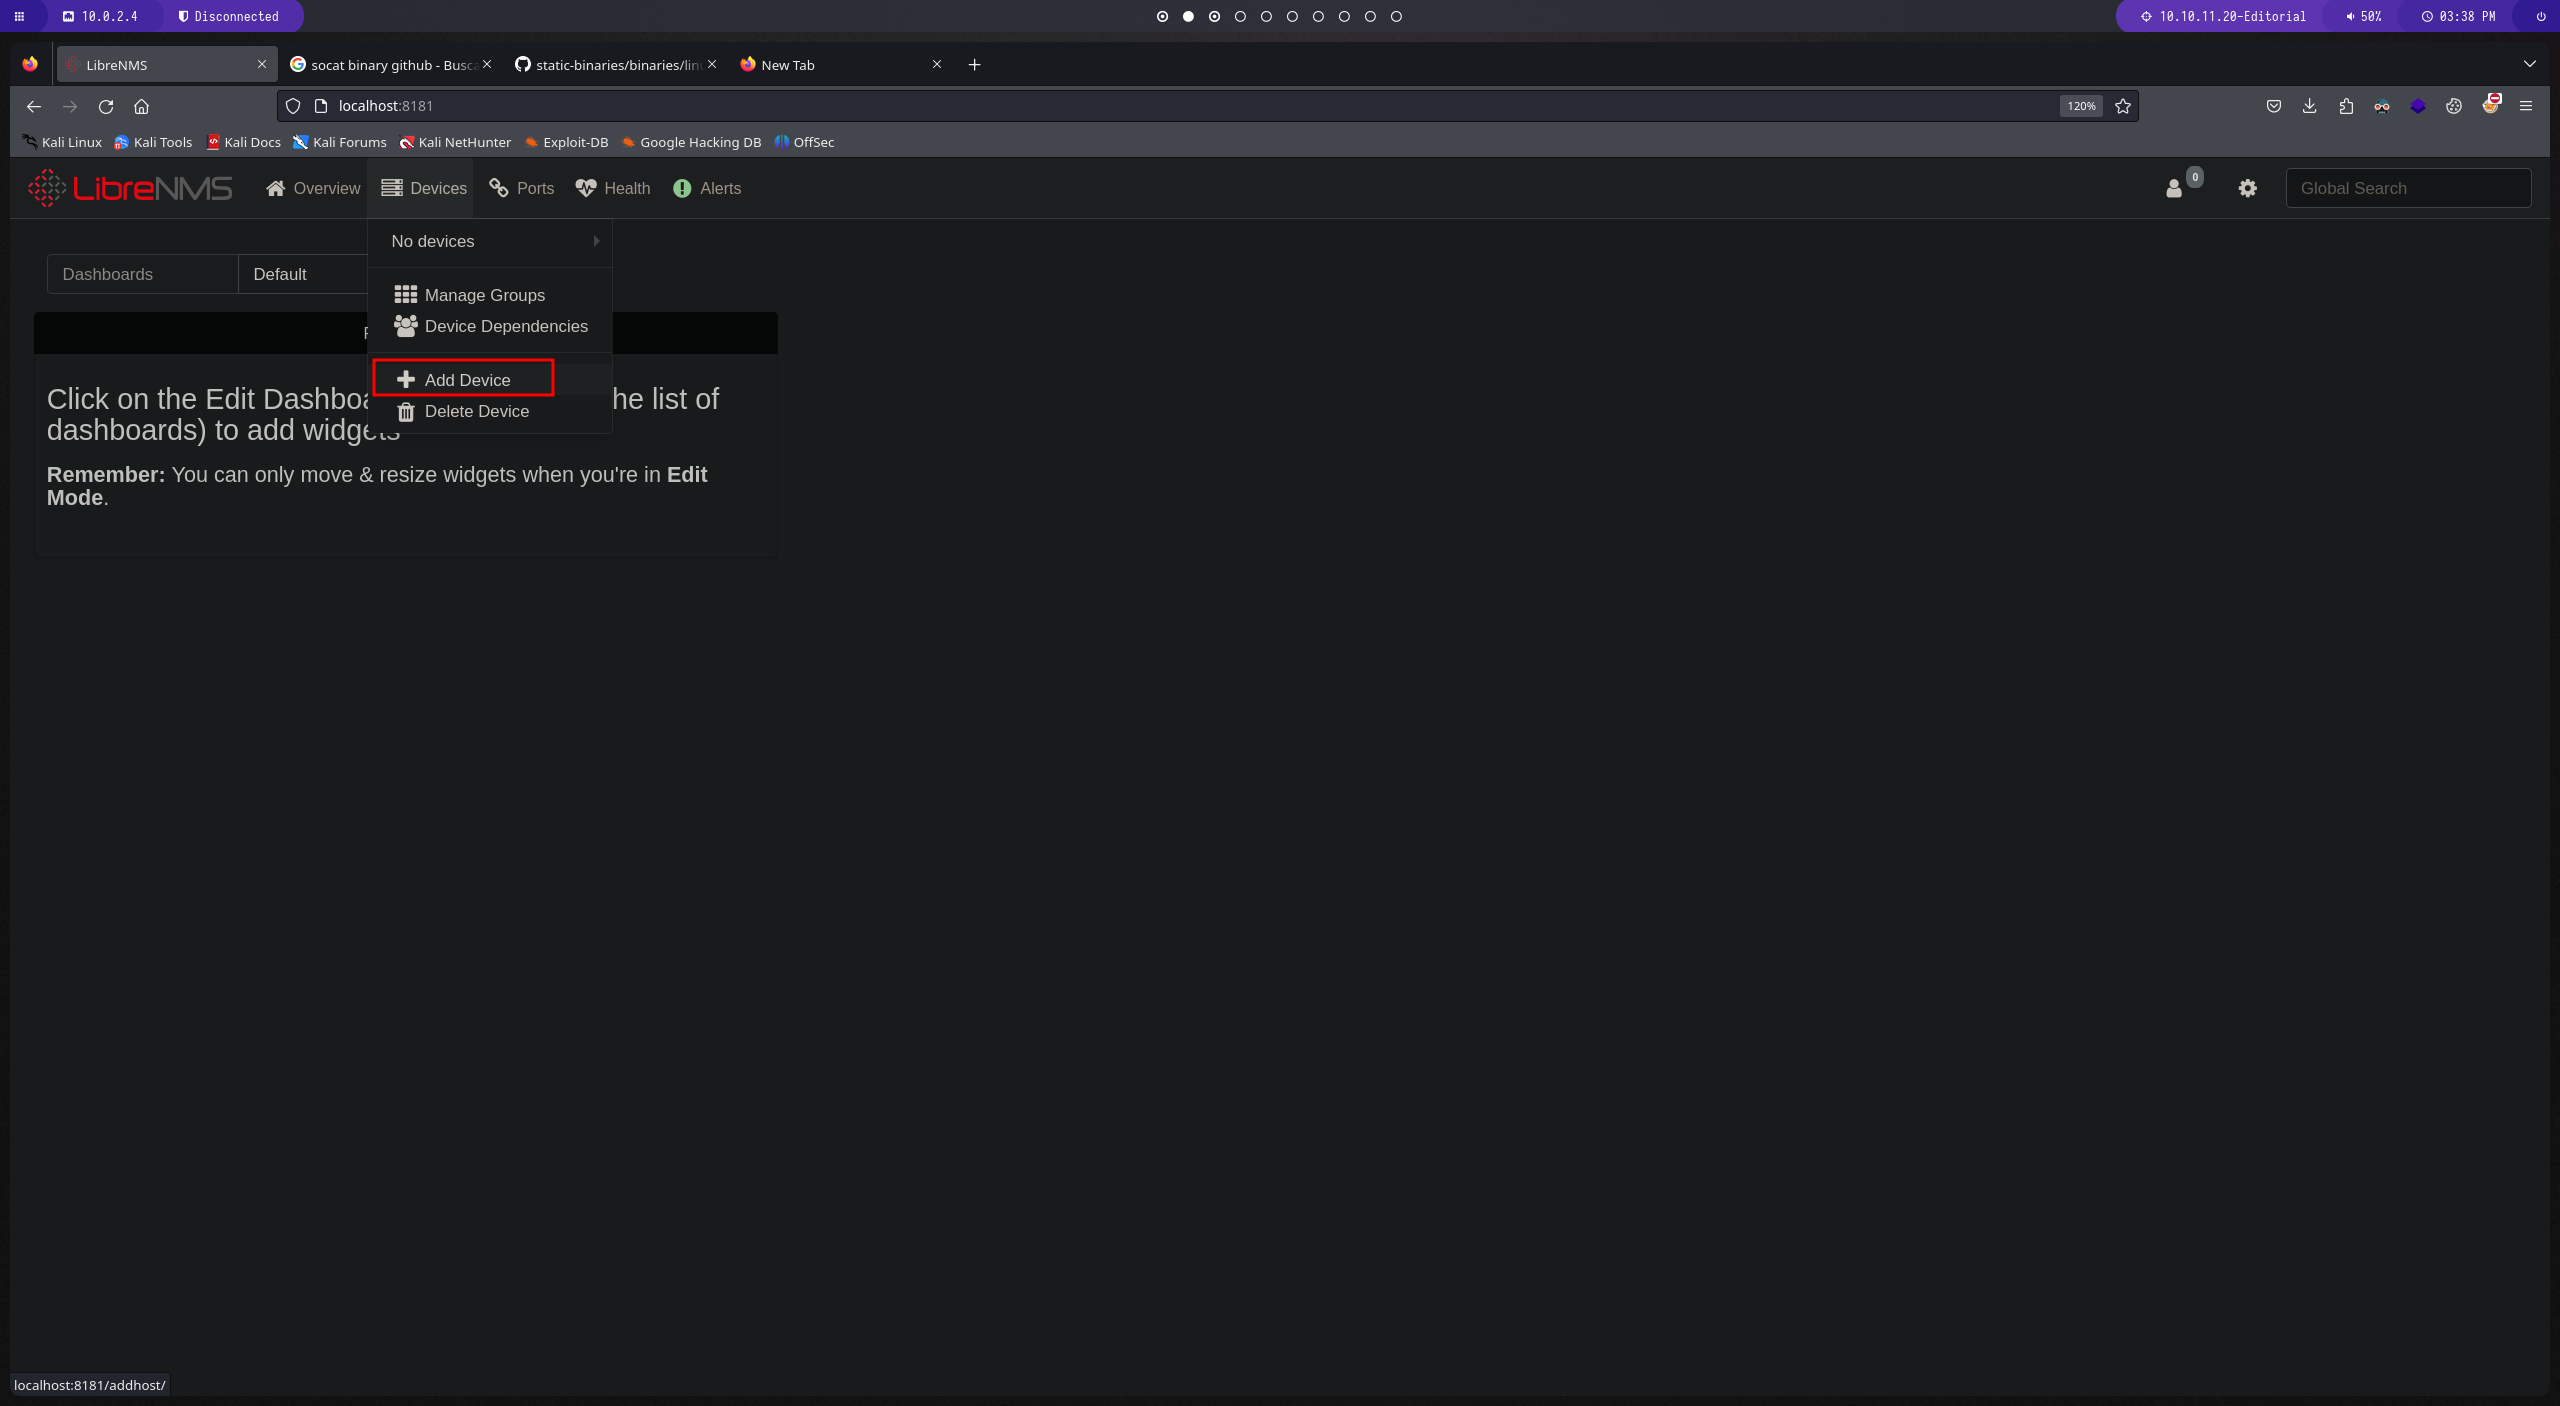 10.0.2.4 Disconnected 10.10.11.20-Editorial 50% 03:38 PM
LibreNMS socat binary github - Busca static-binaries/binaries/lin New Tab
localhost:8181 120%
Kali Linux Kali Tools Kali Docs Kali Forums Kali NetHunter Exploit-DB Google Hacking DB OffSec
LibreNMS Overview Devices Ports Health Alerts 0 Global Search
No devices
Dashboards Default
Manage Groups
Device Dependencies
Add Device
Delete Device
Click on the Edit Dashboa he list of
dashboards) to add widgets
Remember: You can only move & resize widgets when you're in Edit
Mode.
localhost:8181/addhost/